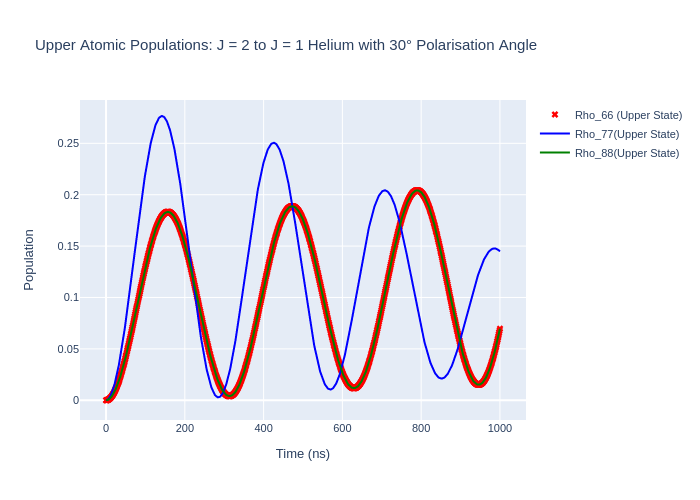 Upper Atomic Populations: J = 2 to J = 1 Helium with 30° Polarisation Angle
Rho_66 (Upper State)
Rho_77(Upper State)
Rho_88(Upper State)
0.25
0.2
0.15
0.1
0.05
0
Population
0
200
400
600
800
1000
Time (ns)